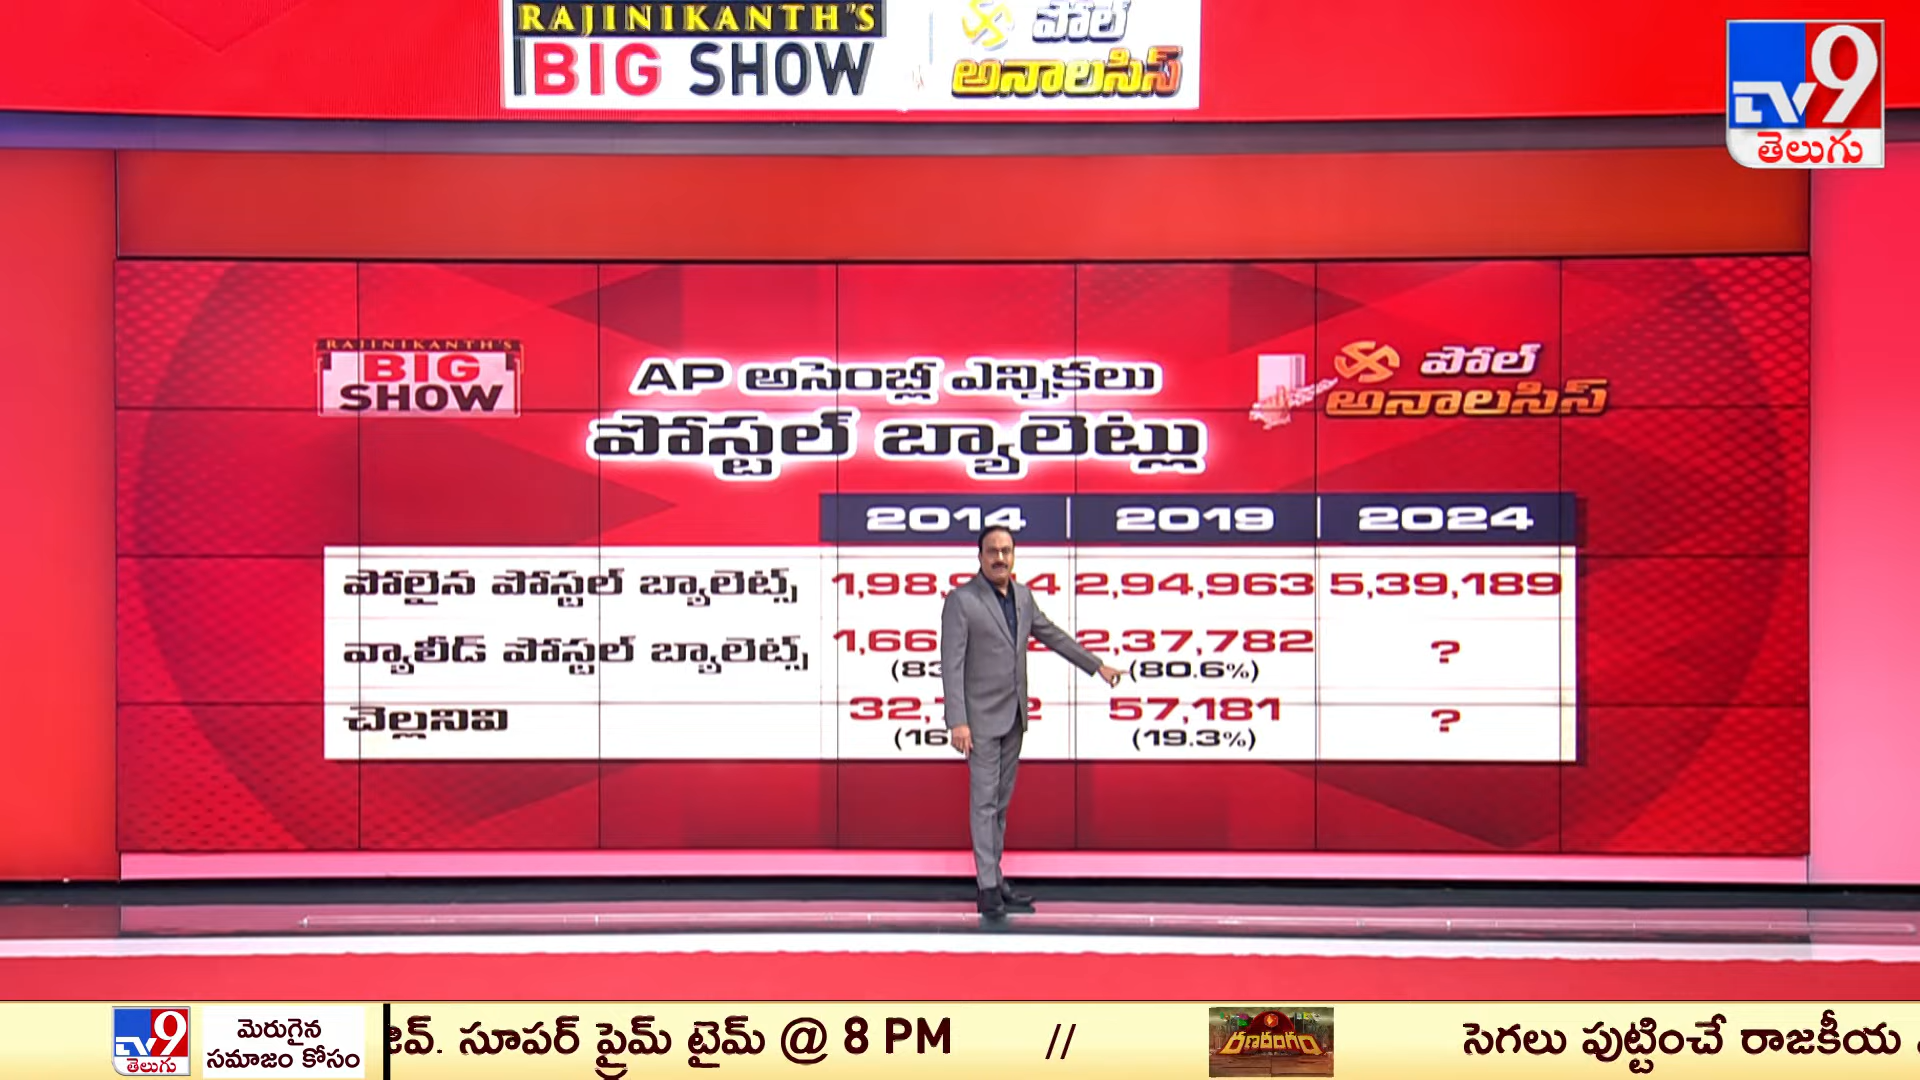 RAJINIKANTH'S
BIG SHOW
పోల్
అనాలసిస్
TV9
తెలుగు
RAJINIKANTH'S
BIG
SHOW
AP అసెంబ్లీ ఎన్నికలు
పోస్టల్ బ్యాలెట్లు
పోల్
అనాలసిస్
2014 2019 2024
పోలైన పోస్టల్ బ్యాలెట్స్ 2,94,963 5,39,189
వ్యాలీడ్ పోస్టల్ బ్యాలెట్స్ 2,37,782 ?
(80.6%)
చెల్లనివి 57,181 ?
(19.3%)
TV9
తెలుగు
మెరుగైన
సమాజం కోసం
సూపర్ ప్రైమ్ టైమ్ @ 8 PM // రణరంగం సెగలు పుట్టించే రాజకీయ